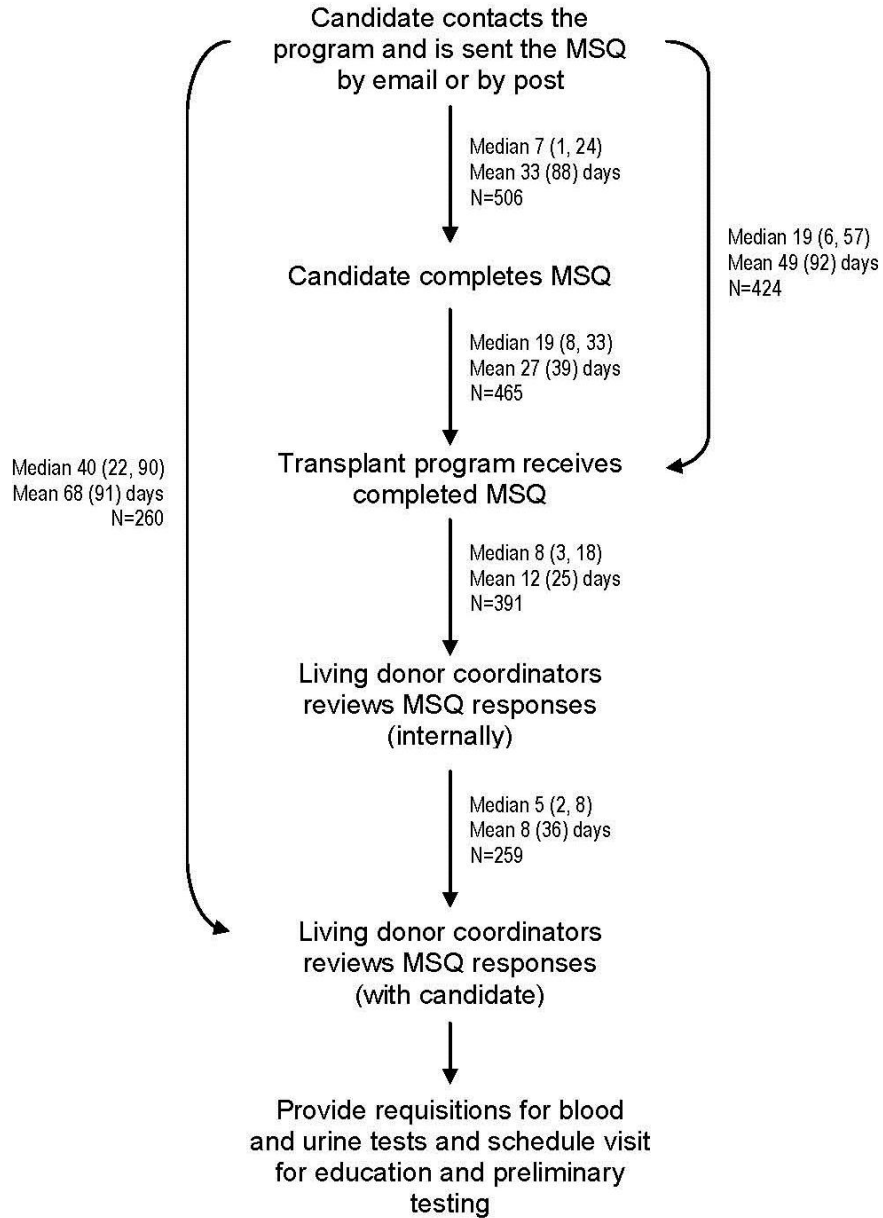 Candidate contacts the
program and is sent the MSQ
by email or by post
Median 7 (1, 24)
Mean 33 (88) days
N=506
Median 19 (6, 57)
Mean 49 (92) days
N=424
Candidate completes MSQ
Median 19 (8, 33)
Mean 27 (39) days
N=465
Median 40 (22, 90)
Mean 68 (91) days
N=260
Transplant program receives
completed MSQ
Median 8 (3, 18)
Mean 12 (25) days
N=391
Living donor coordinators
reviews MSQ responses
(internally)
Median 5 (2, 8)
Mean 8 (36) days
N=259
Living donor coordinators
reviews MSQ responses
(with candidate)
Provide requisitions for blood
and urine tests and schedule visit
for education and preliminary
testing